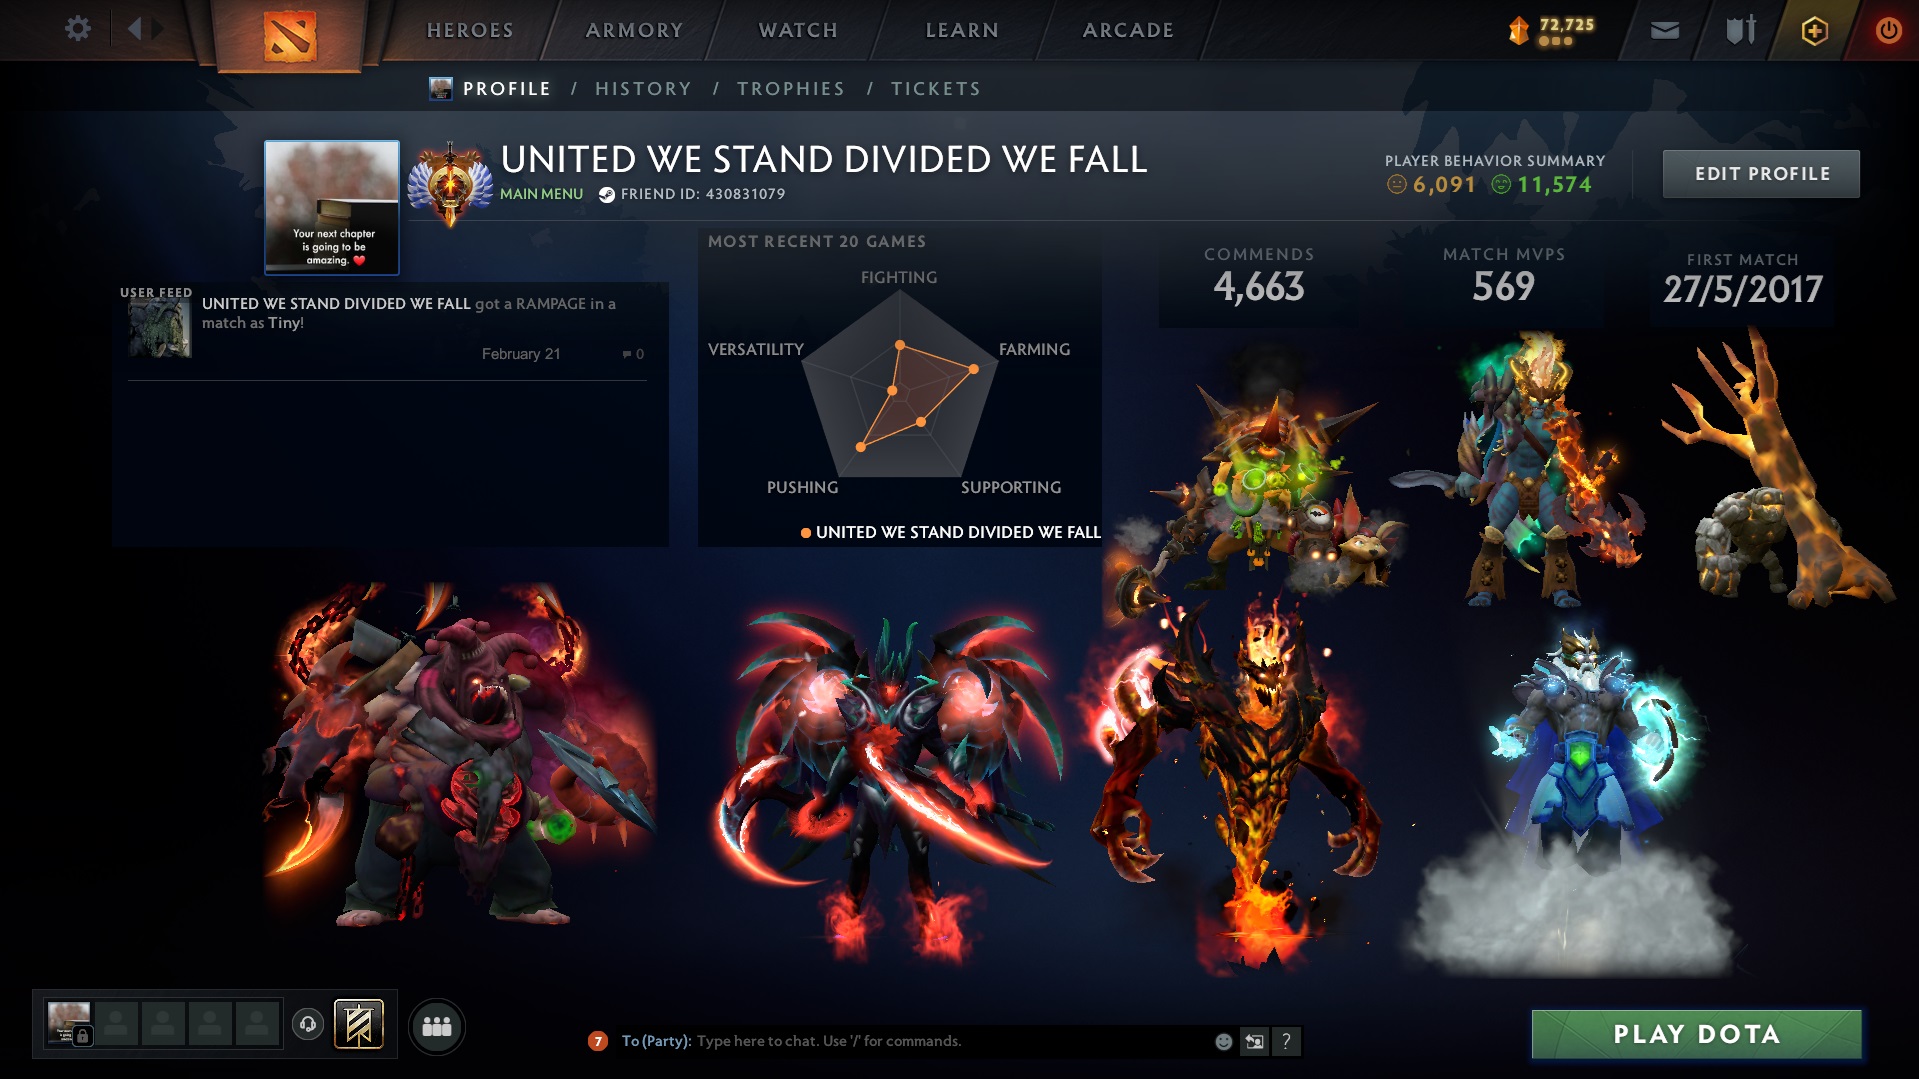 HEROES
ARMORY
WATCH
LEARN
ARCADE
72,725
PROFILE / HISTORY / TROPHIES / TICKETS
UNITED WE STAND DIVIDED WE FALL
MAIN MENU
FRIEND ID: 430831079
PLAYER BEHAVIOR SUMMARY
6,091 11,574
EDIT PROFILE
Your next chapter
is going to be
amazing. ❤️
USER FEED
UNITED WE STAND DIVIDED WE FALL got a RAMPAGE in a
match as Tiny!
February 21
0
MOST RECENT 20 GAMES
FIGHTING
VERSATILITY
FARMING
PUSHING
SUPPORTING
UNITED WE STAND DIVIDED WE FALL
COMMENDS
4,663
MATCH MVPS
569
FIRST MATCH
27/5/2017
7
To (Party): Type here to chat. Use '/' for commands.
?
PLAY DOTA